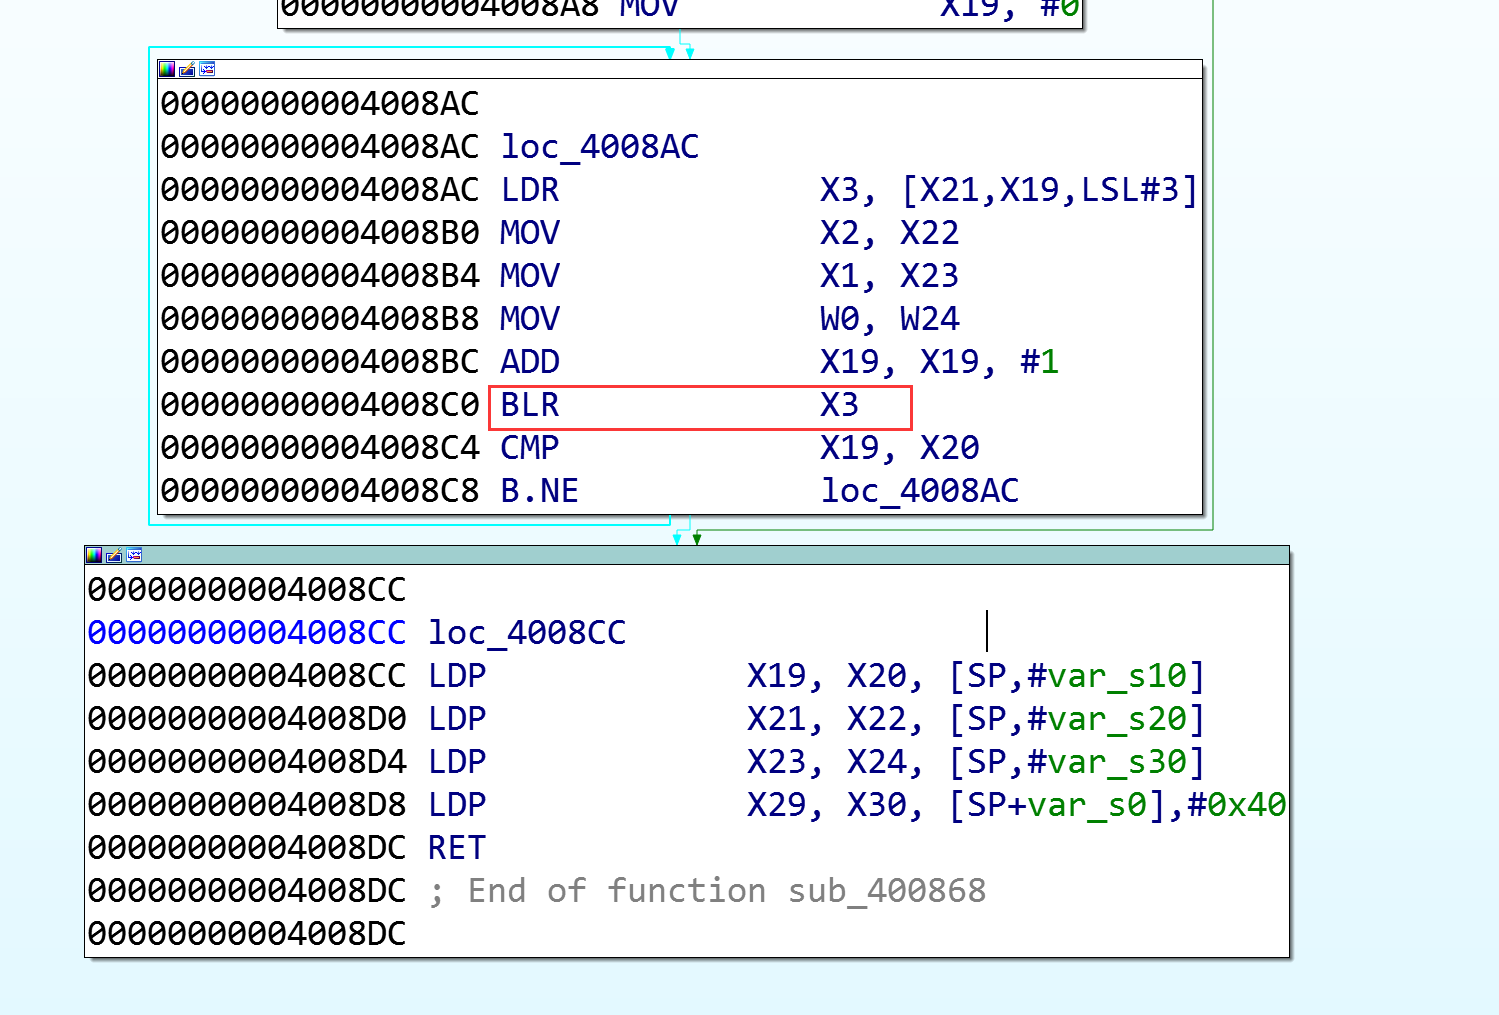 00000000004008A8 MOV X19, #0
00000000004008AC
00000000004008AC loc_4008AC
00000000004008AC LDR X3, [X21,X19,LSL#3]
00000000004008B0 MOV X2, X22
00000000004008B4 MOV X1, X23
00000000004008B8 MOV W0, W24
00000000004008BC ADD X19, X19, #1
00000000004008C0 BLR X3
00000000004008C4 CMP X19, X20
00000000004008C8 B.NE loc_4008AC
00000000004008CC
00000000004008CC loc_4008CC
00000000004008CC LDP X19, X20, [SP,#var_s10]
00000000004008D0 LDP X21, X22, [SP,#var_s20]
00000000004008D4 LDP X23, X24, [SP,#var_s30]
00000000004008D8 LDP X29, X30, [SP+var_s0],#0x40
00000000004008DC RET
00000000004008DC ; End of function sub_400868
00000000004008DC